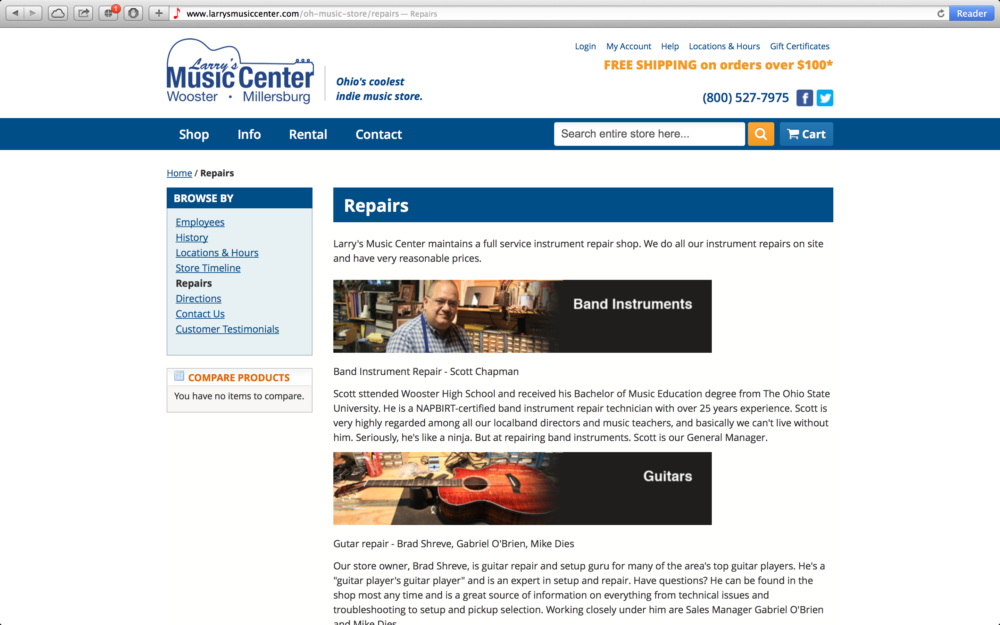 1
www.larrysmusiccenter.com/oh-music-store/repairs — Repairs
Reader
Larry's
Music Center
Wooster • Millersburg
Ohio's coolest
indie music store.
Login My Account Help Locations & Hours Gift Certificates
FREE SHIPPING on orders over $100*
(800) 527-7975
Shop Info Rental Contact
Search entire store here...
Cart
Home / Repairs
BROWSE BY
Employees
History
Locations & Hours
Store Timeline
Repairs
Directions
Contact Us
Customer Testimonials
COMPARE PRODUCTS
You have no items to compare.
Repairs
Larry's Music Center maintains a full service instrument repair shop. We do all our instrument repairs on site
and have very reasonable prices.
Band Instruments
Band Instrument Repair - Scott Chapman
Scott sttended Wooster High School and received his Bachelor of Music Education degree from The Ohio State
University. He is a NAPBIRT-certified band instrument repair technician with over 25 years experience. Scott is
very highly regarded among all our localband directors and music teachers, and basically we can't live without
him. Seriously, he's like a ninja. But at repairing band instruments. Scott is our General Manager.
Guitars
Gutar repair - Brad Shreve, Gabriel O'Brien, Mike Dies
Our store owner, Brad Shreve, is guitar repair and setup guru for many of the area's top guitar players. He's a
"guitar player's guitar player" and is an expert in setup and repair. Have questions? He can be found in the
shop most any time and is a great source of information on everything from technical issues and
troubleshooting to setup and pickup selection. Working closely under him are Sales Manager Gabriel O'Brien
and Mike Dies